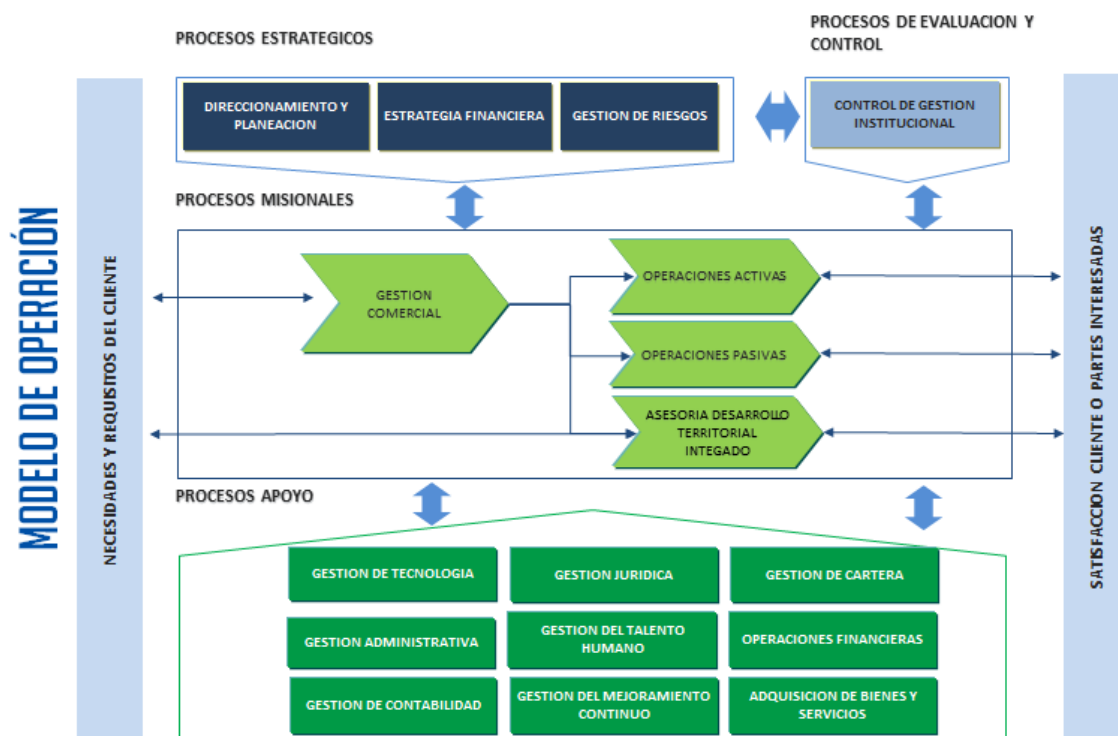 MODELO DE OPERACIÓN
NECESIDADES Y REQUISITOS DEL CLIENTE
PROCESOS ESTRATEGICOS
DIRECCIONAMIENTO Y
PLANEACION
ESTRATEGIA FINANCIERA
GESTION DE RIESGOS
PROCESOS DE EVALUACION Y
CONTROL
CONTROL DE GESTION
INSTITUCIONAL
PROCESOS MISIONALES
GESTION
COMERCIAL
OPERACIONES ACTIVAS
OPERACIONES PASIVAS
ASESORIA DESARROLLO
TERRITORIAL
INTEGADO
PROCESOS APOYO
GESTION DE TECNOLOGIA
GESTION JURIDICA
GESTION DE CARTERA
GESTION ADMINISTRATIVA
GESTION DEL TALENTO
HUMANO
OPERACIONES FINANCIERAS
GESTION DE CONTABILIDAD
GESTION DEL MEJORAMIENTO
CONTINUO
ADQUISICION DE BIENES Y
SERVICIOS
SATISFACCION CLIENTE O PARTES INTERESADAS